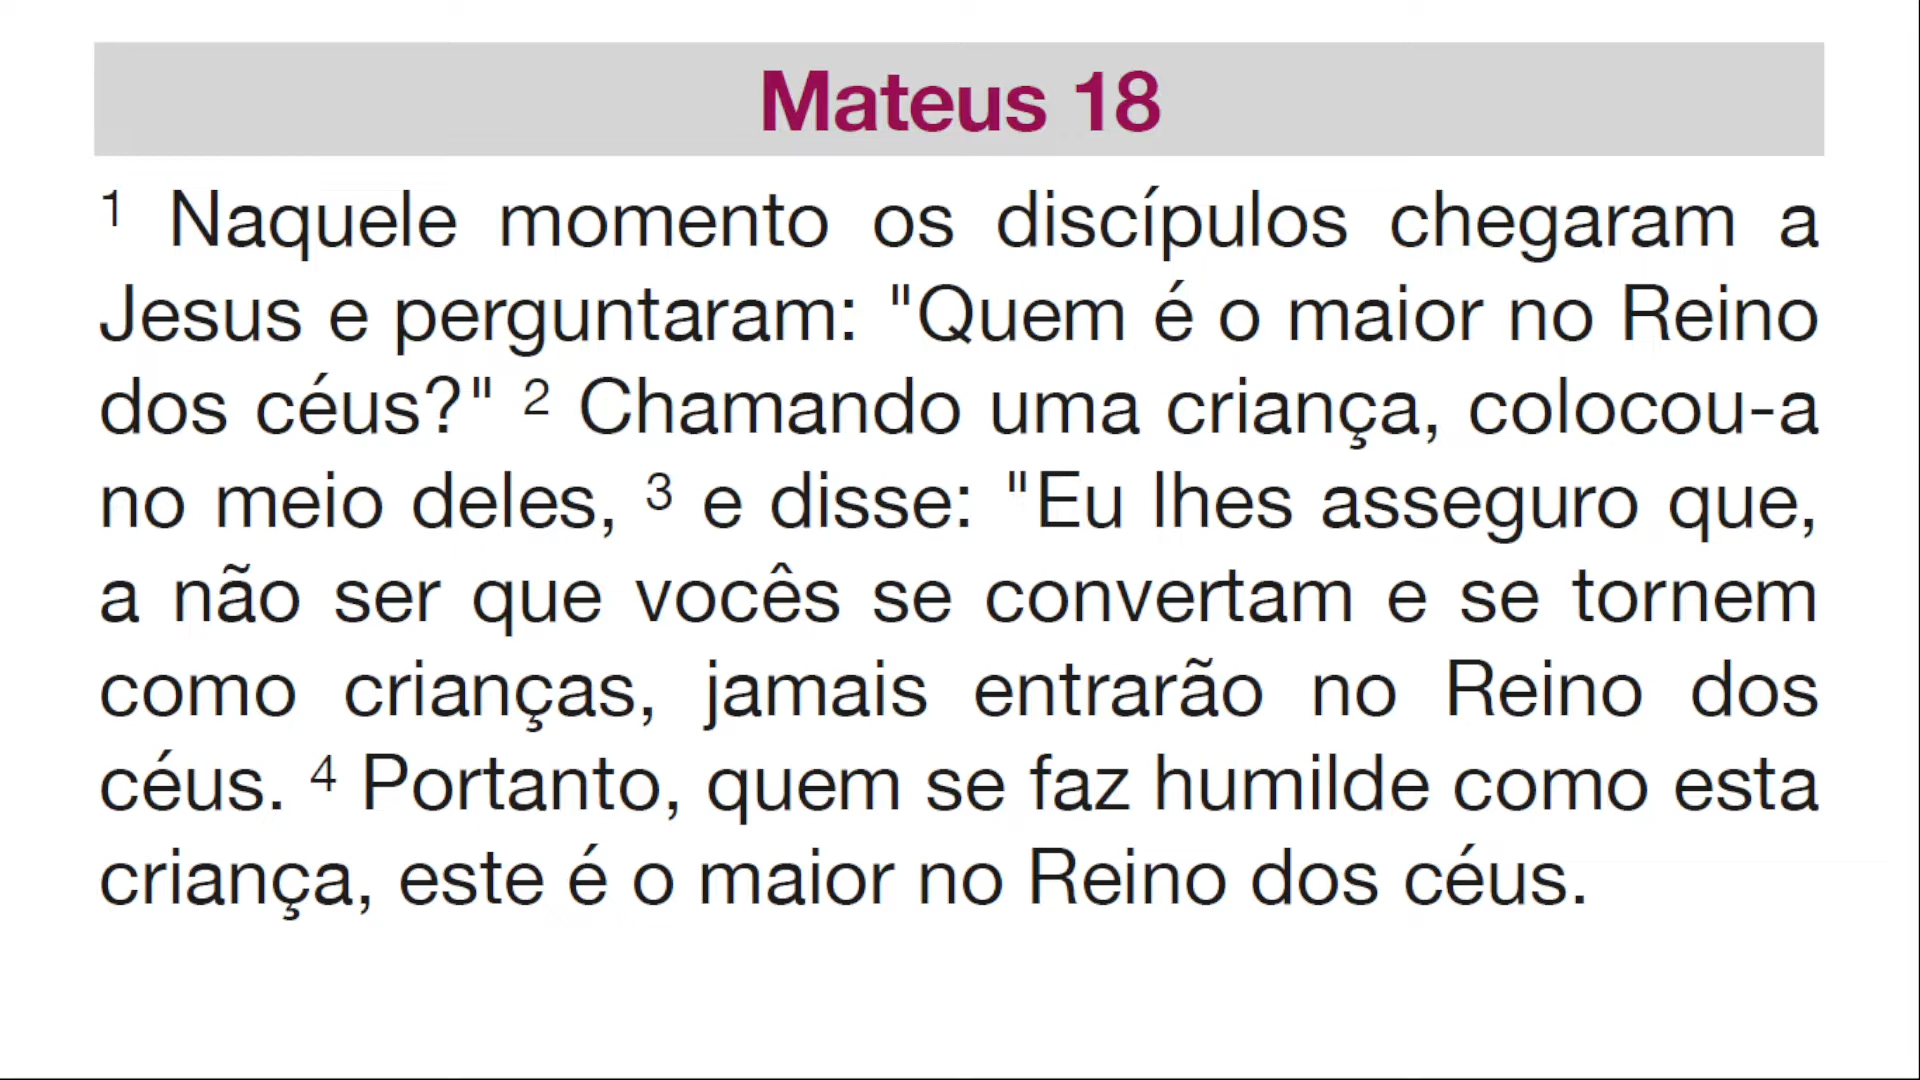 Mateus 18
¹ Naquele momento os discípulos chegaram a
Jesus e perguntaram: "Quem é o maior no Reino
dos céus?" ² Chamando uma criança, colocou-a
no meio deles, ³ e disse: "Eu lhes asseguro que,
a não ser que vocês se convertam e se tornem
como crianças, jamais entrarão no Reino dos
céus. ⁴ Portanto, quem se faz humilde como esta
criança, este é o maior no Reino dos céus.